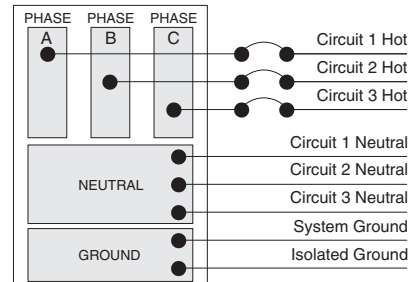 PHASE PHASE PHASE
A B C
Circuit 1 Hot
Circuit 2 Hot
Circuit 3 Hot
Circuit 1 Neutral
NEUTRAL
Circuit 2 Neutral
Circuit 3 Neutral
System Ground
GROUND
Isolated Ground